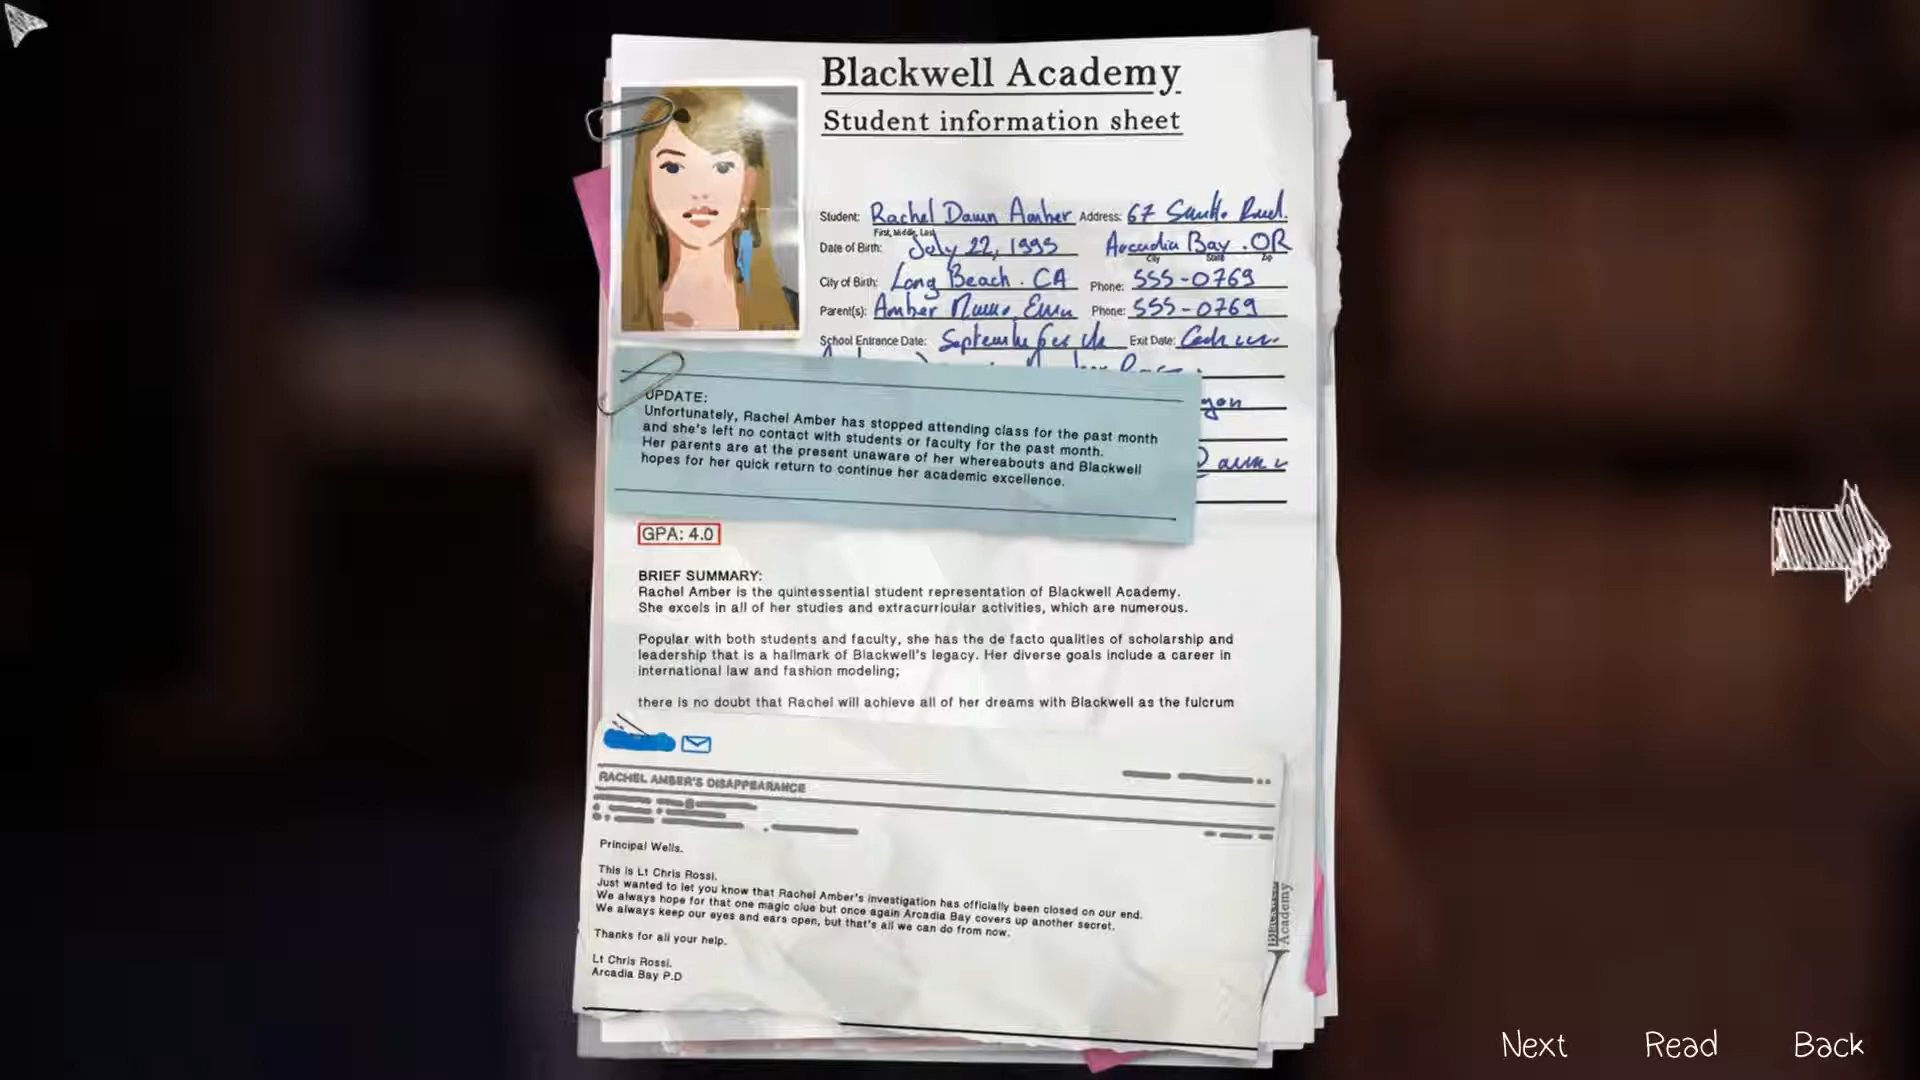 Blackwell Academy
Student information sheet
Student: Rachel Dawn Amber Address: 67
First, Middle, Last
Date of Birth: July 22, 1995 Arcadia Bay . OR
City State Zip
City of Birth: Long Beach . CA Phone: 555-0769
Parent(s): Amber Phone: 555-0769
School Entrance Date: Exit Date:
UPDATE:
Unfortunately, Rachel Amber has stopped attending class for the past month
and she's left no contact with students or faculty for the past month.
Her parents are at the present unaware of her whereabouts and Blackwell
hopes for her quick return to continue her academic excellence.
GPA: 4.0
BRIEF SUMMARY:
Rachel Amber is the quintessential student representation of Blackwell Academy.
She excels in all of her studies and extracurricular activities, which are numerous.
Popular with both students and faculty, she has the de facto qualities of scholarship and
leadership that is a hallmark of Blackwell's legacy. Her diverse goals include a career in
international law and fashion modeling;
there is no doubt that Rachel will achieve all of her dreams with Blackwell as the fulcrum
RACHEL AMBER'S DISAPPEARANCE
Principal Wells.
This is Lt Chris Rossi.
Just wanted to let you know that Rachel Amber's investigation has officially been closed on our end.
We always hope for that one magic clue but once again Arcadia Bay covers up another secret.
We always keep our eyes and ears open, but that's all we can do from now.
Thanks for all your help.
Lt Chris Rossi.
Arcadia Bay P.D
Academy
Next Read Back